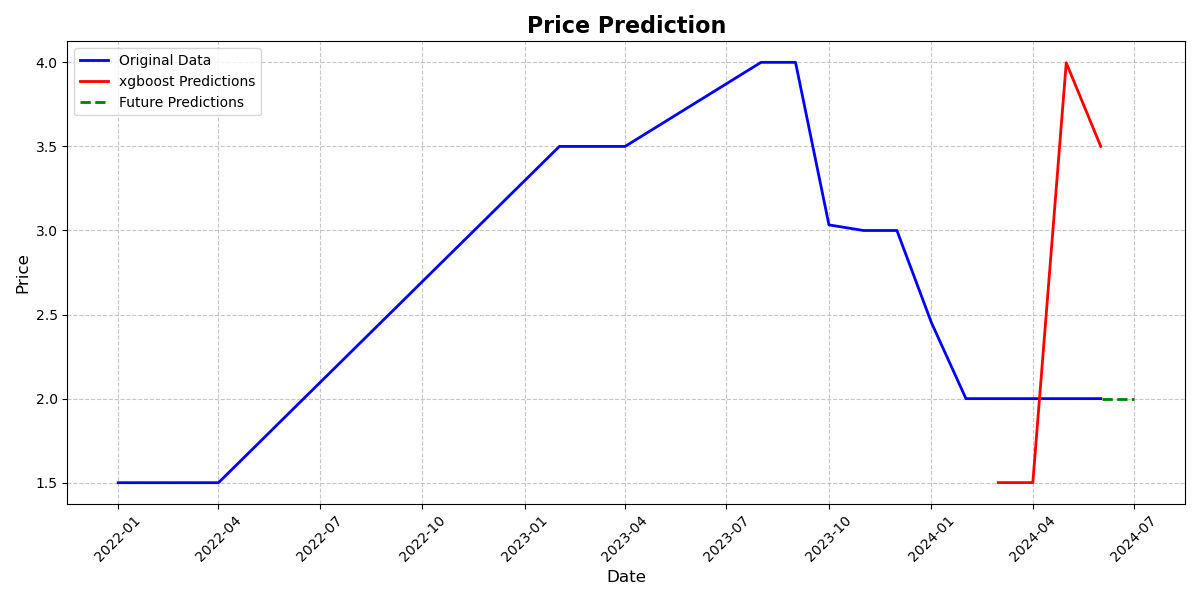 Price Prediction
Original Data
xgboost Predictions
Future Predictions
4.0
3.5
3.0
2.5
2.0
1.5
Price
2022-01
2022-04
2022-07
2022-10
2023-01
2023-04
2023-07
2023-10
2024-01
2024-04
2024-07
Date